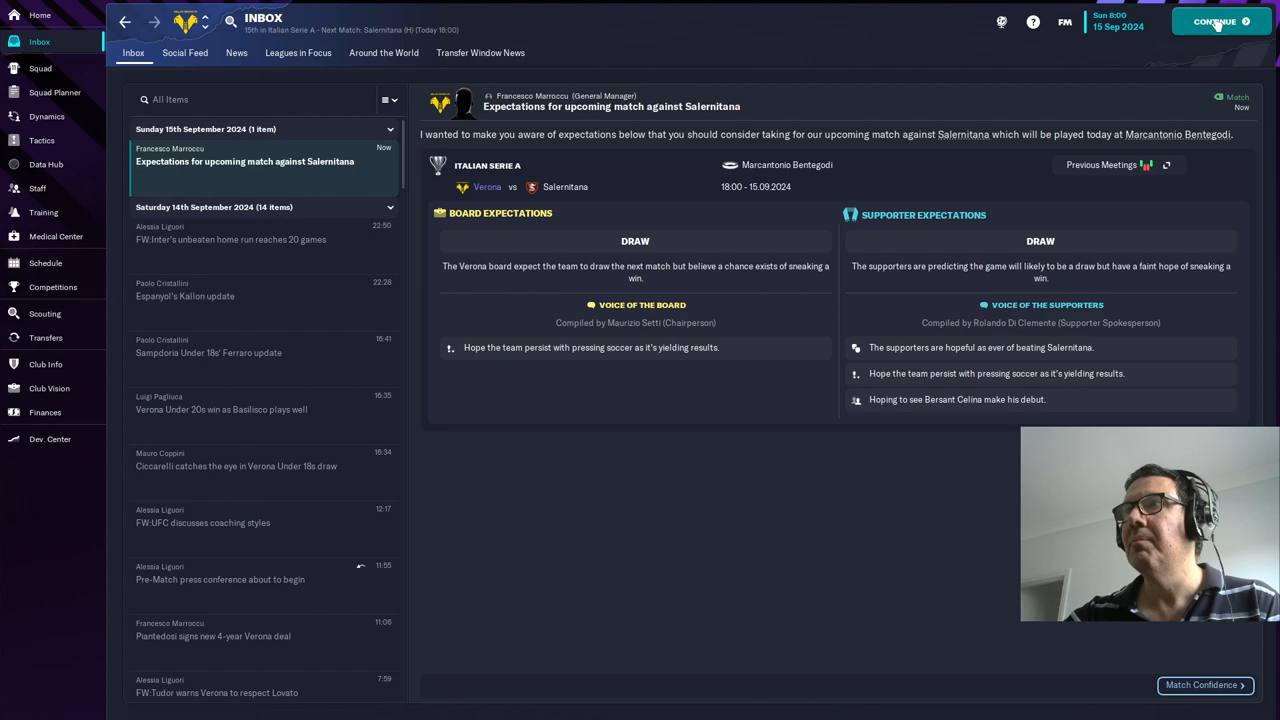 Home
Inbox
Squad
Squad Planner
Dynamics
Tactics
Data Hub
Staff
Training
Medical Center
Schedule
Competitions
Scouting
Transfers
Club Info
Club Vision
Finances
Dev. Center
INBOX
15th in Italian Serie A - Next Match: Salernitana (H) (Today 18:00)
FM
Sun 8:00
15 Sep 2024
CONTINUE
Inbox
Social Feed
News
Leagues in Focus
Around the World
Transfer Window News
All Items
Sunday 15th September 2024 (1 item)
Francesco Marroccu
Now
Expectations for upcoming match against Salernitana
Saturday 14th September 2024 (14 items)
Alessia Liguori
22:50
FW:Inter's unbeaten home run reaches 20 games
Paolo Cristallini
22:28
Espanyol's Kallon update
Paolo Cristallini
16:41
Sampdoria Under 18s' Ferraro update
Luigi Pagliuca
16:35
Verona Under 20s win as Basilisco plays well
Mauro Coppini
16:34
Ciccarelli catches the eye in Verona Under 18s draw
Alessia Liguori
12:17
FW:UFC discusses coaching styles
Alessia Liguori
11:55
Pre-Match press conference about to begin
Francesco Marroccu
11:06
Piantedosi signs new 4-year Verona deal
Alessia Liguori
7:59
FW:Tudor warns Verona to respect Lovato
Francesco Marroccu (General Manager)
Expectations for upcoming match against Salernitana
Match
Now
I wanted to make you aware of expectations below that you should consider taking for our upcoming match against Salernitana which will be played today at Marcantonio Bentegodi.
ITALIAN SERIE A
Marcantonio Bentegodi
Previous Meetings
Verona vs Salernitana
18:00 - 15.09.2024
BOARD EXPECTATIONS
DRAW
The Verona board expect the team to draw the next match but believe a chance exists of sneaking a
win.
VOICE OF THE BOARD
Compiled by Maurizio Setti (Chairperson)
Hope the team persist with pressing soccer as it's yielding results.
SUPPORTER EXPECTATIONS
DRAW
The supporters are predicting the game will likely to be a draw but have a faint hope of sneaking a
win.
VOICE OF THE SUPPORTERS
Compiled by Rolando Di Clemente (Supporter Spokesperson)
The supporters are hopeful as ever of beating Salernitana.
Hope the team persist with pressing soccer as it's yielding results.
Hoping to see Bersant Celina make his debut.
Match Confidence